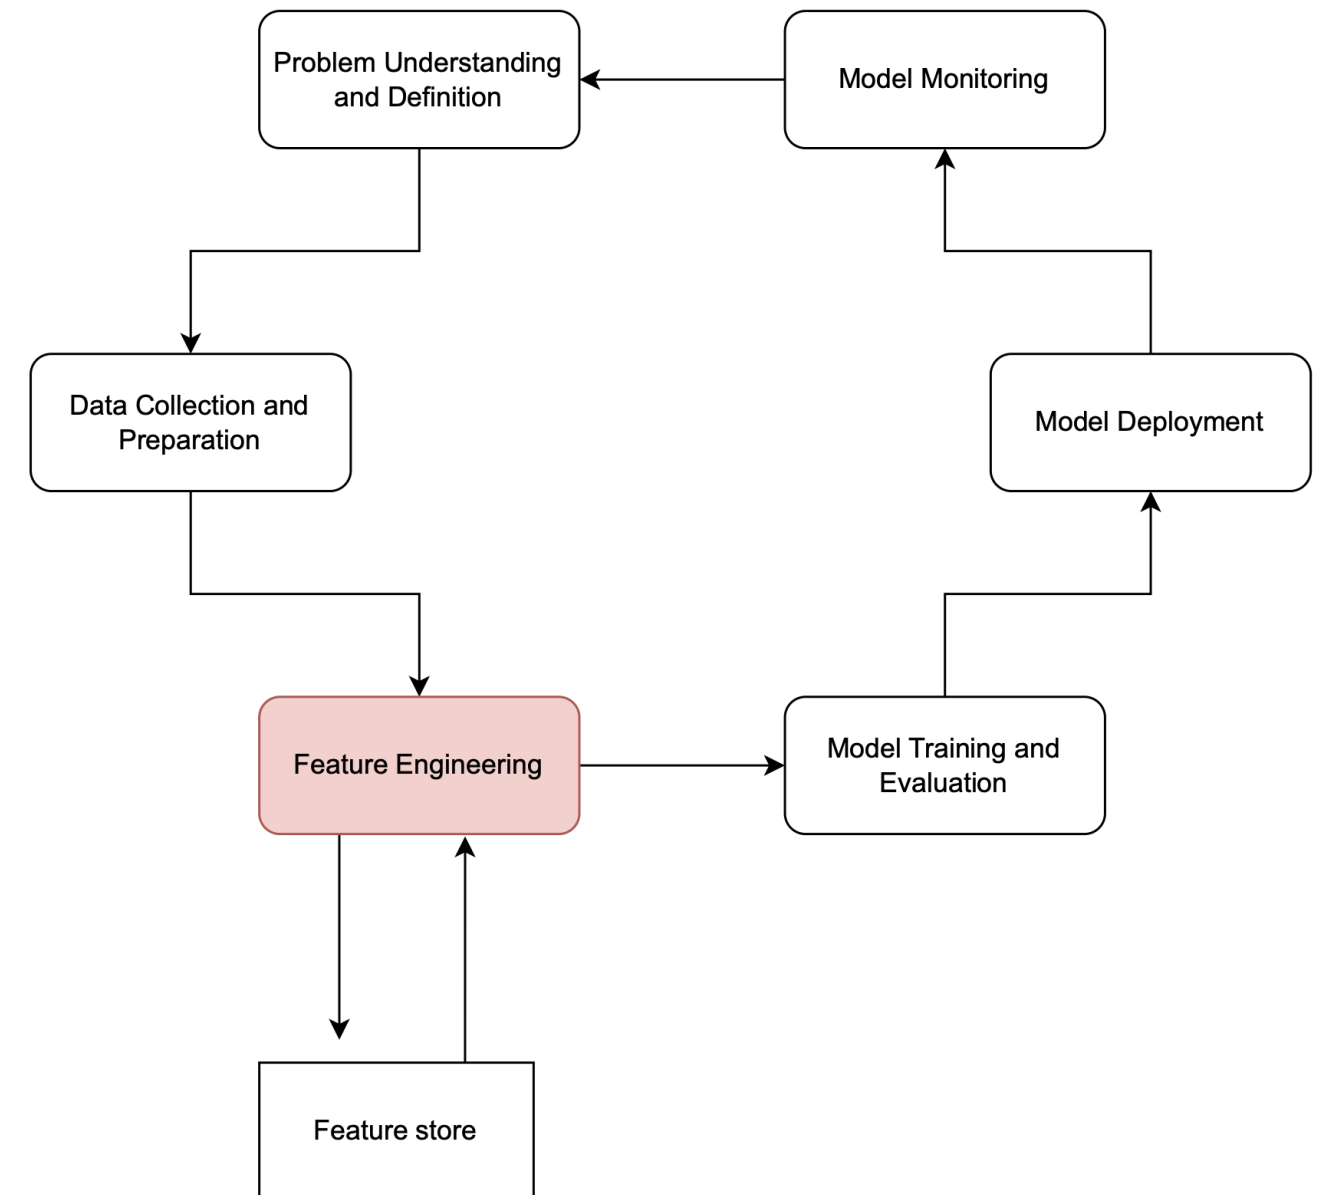 Problem Understanding
and Definition
Model Monitoring
Data Collection and
Preparation
Model Deployment
Feature Engineering
Model Training and
Evaluation
Feature store